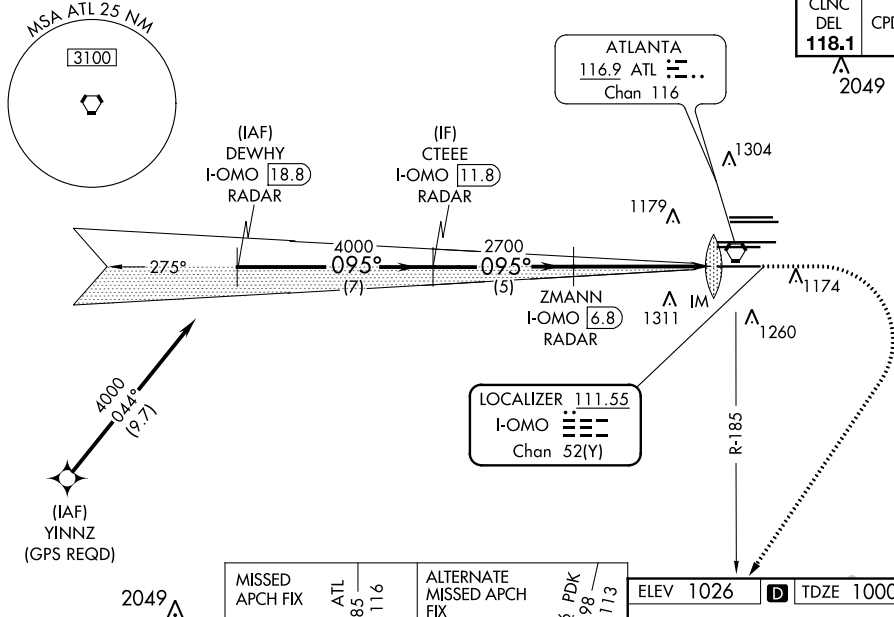 MSA ATL 25 NM
3100
CLNC
DEL
118.1
2049
ATLANTA
116.9 ATL
Chan 116
(IAF)
DEWHY
I-OMO 18.8
RADAR
(IF)
CTEEE
I-OMO 11.8
RADAR
1304
1179
275°
4000
095°
(7)
2700
095°
(5)
ZMANN
I-OMO 6.8
RADAR
1311
IM
1174
1260
4000
044°
(9.7)
LOCALIZER 111.55
I-OMO
Chan 52(Y)
R-185
(IAF)
YINNZ
(GPS REQD)
2049
MISSED
APCH FIX
ATL
116
ALTERNATE
MISSED APCH
FIX
PDK
113
ELEV 1026 D TDZE 1000